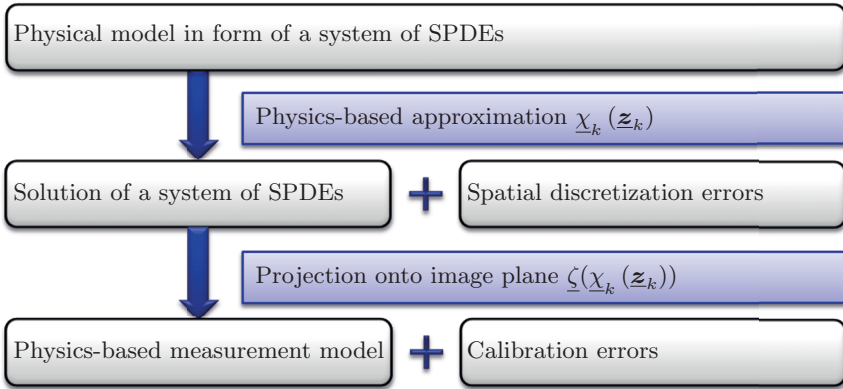 Physical model in form of a system of SPDEs
Physics-based approximation χ̲ₖ (𝒛̲ₖ)
Solution of a system of SPDEs + Spatial discretization errors
Projection onto image plane ζ̲(χ̲ₖ (𝒛̲ₖ))
Physics-based measurement model + Calibration errors